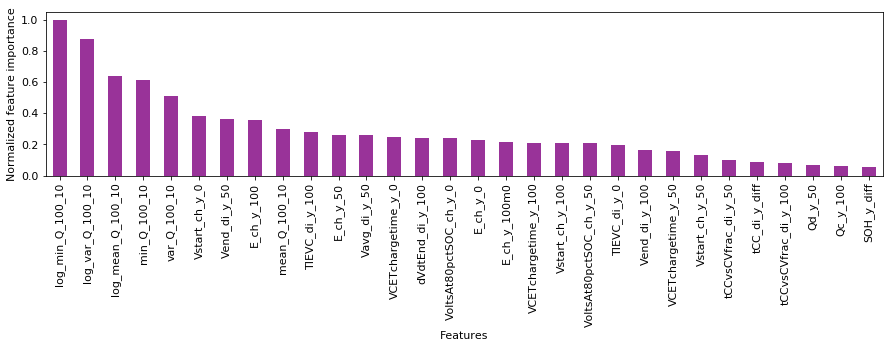 Normalized feature importance
1.0
0.8
0.6
0.4
0.2
0.0
log_min_Q_100_10
log_var_Q_100_10
log_mean_Q_100_10
min_Q_100_10
var_Q_100_10
Vstart_ch_y_0
Vend_di_y_50
E_ch_y_100
mean_Q_100_10
TIEVC_di_y_100
E_ch_y_50
Vavg_di_y_50
VCETchargetime_y_0
dVdtEnd_di_y_100
VoltsAt80pctSOC_ch_y_0
E_ch_y_0
E_ch_y_100m0
VCETchargetime_y_100
Vstart_ch_y_100
VoltsAt80pctSOC_ch_y_50
TIEVC_di_y_0
Vend_di_y_100
VCETchargetime_y_50
Vstart_ch_y_50
tCCvsCVfrac_di_y_50
tCC_di_y_diff
tCCvsCVfrac_di_y_100
Qd_y_50
Qc_y_100
SOH_y_diff
Features